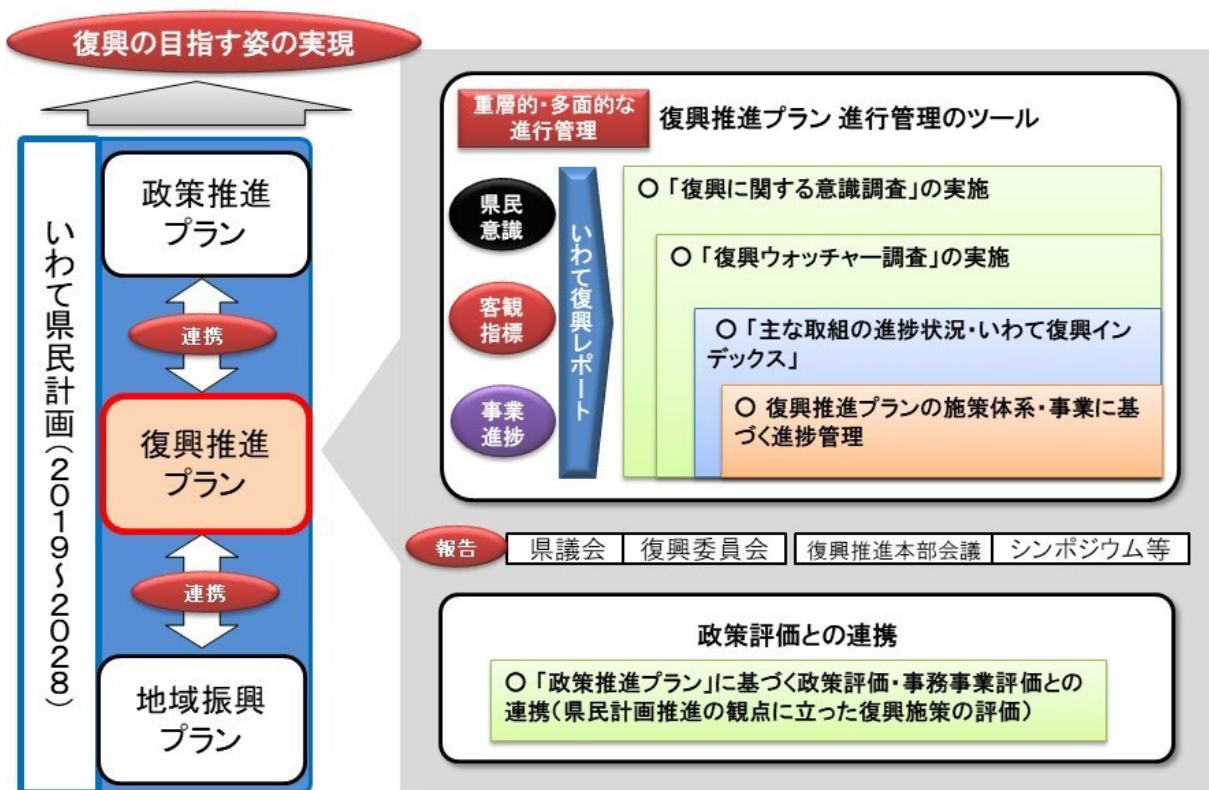 復興の目指す姿の実現
いわて県民計画(2019~2028)
政策推進
プラン
連携
復興推進
プラン
連携
地域振興
プラン
重層的・多面的な
進行管理
復興推進プラン 進行管理のツール
県民
意識
客観
指標
事業
進捗
いわて復興レポート
○「復興に関する意識調査」の実施
○「復興ウォッチャー調査」の実施
○「主な取組の進捗状況・いわて復興イン
デックス」
○ 復興推進プランの施策体系・事業に基
づく進捗管理
報告
県議会
復興委員会
復興推進本部会議
シンポジウム等
政策評価との連携
○「政策推進プラン」に基づく政策評価・事務事業評価との
連携(県民計画推進の観点に立った復興施策の評価)